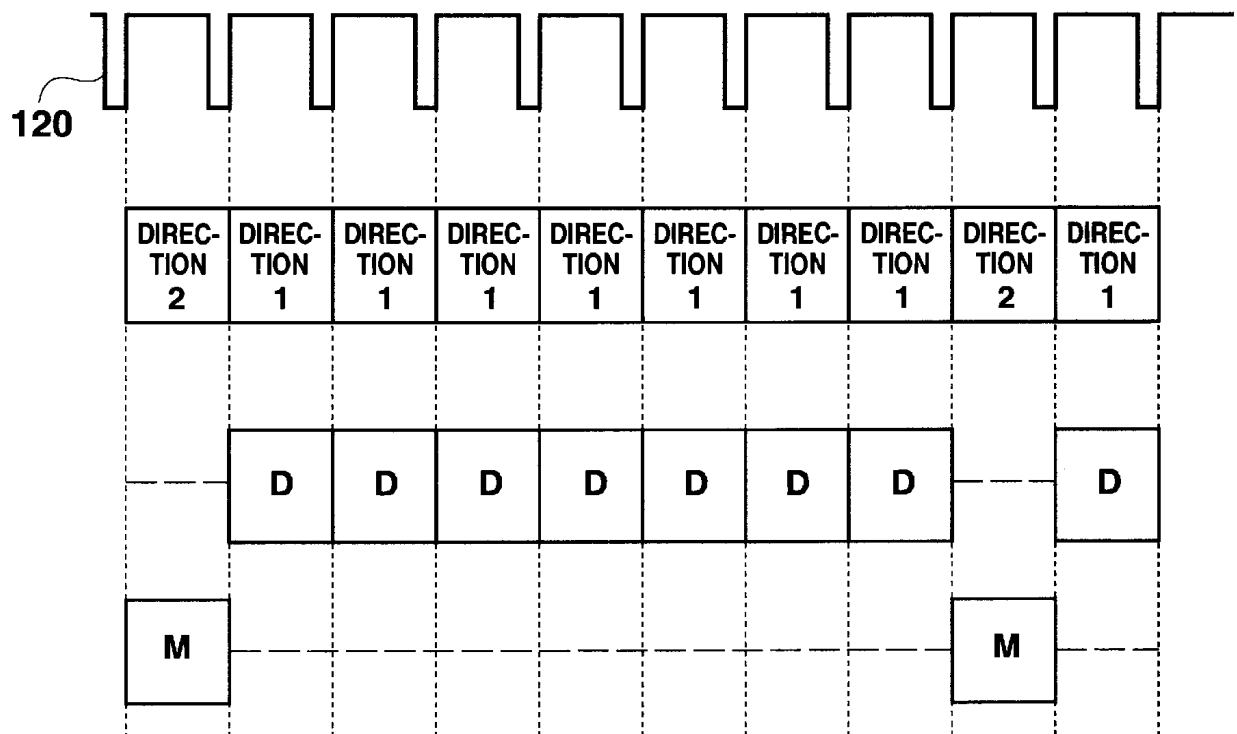 120
DIREC-
TION
2
DIREC-
TION
1
DIREC-
TION
1
DIREC-
TION
1
DIREC-
TION
1
DIREC-
TION
1
DIREC-
TION
1
DIREC-
TION
1
DIREC-
TION
2
DIREC-
TION
1
D
D
D
D
D
D
D
D
M
M